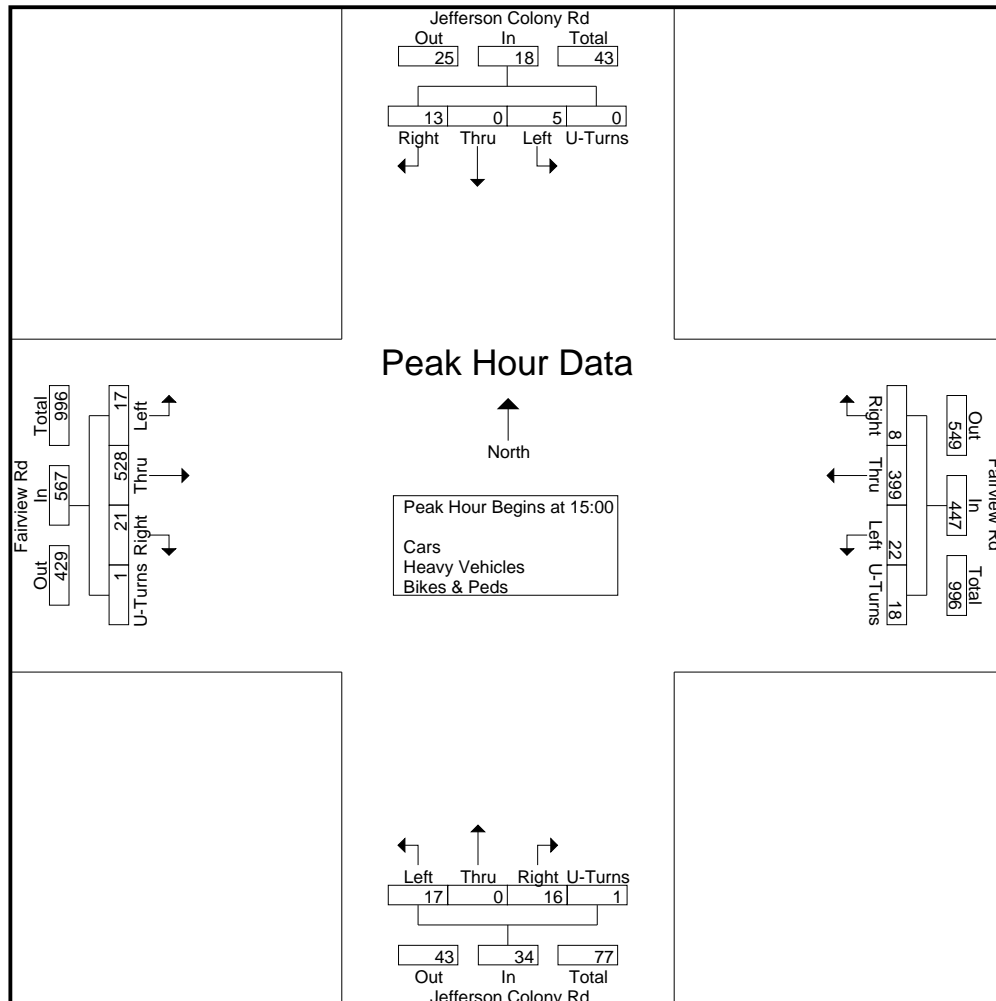 Jefferson Colony Rd
Out In Total
25 18 43
13 0 5 0
Right Thru Left U-Turns
Peak Hour Data
North
Peak Hour Begins at 15:00
Cars
Heavy Vehicles
Bikes & Peds
Fairview Rd
Total In Out
996 567 429
17 528 21 1
Left Thru Right U-Turns
Right Thru Left U-Turns
8 399 22 18
Out In Total
549 447 996
Fairview Rd
Left Thru Right U-Turns
17 0 16 1
43 34 77
Out In Total
Jefferson Colony Rd